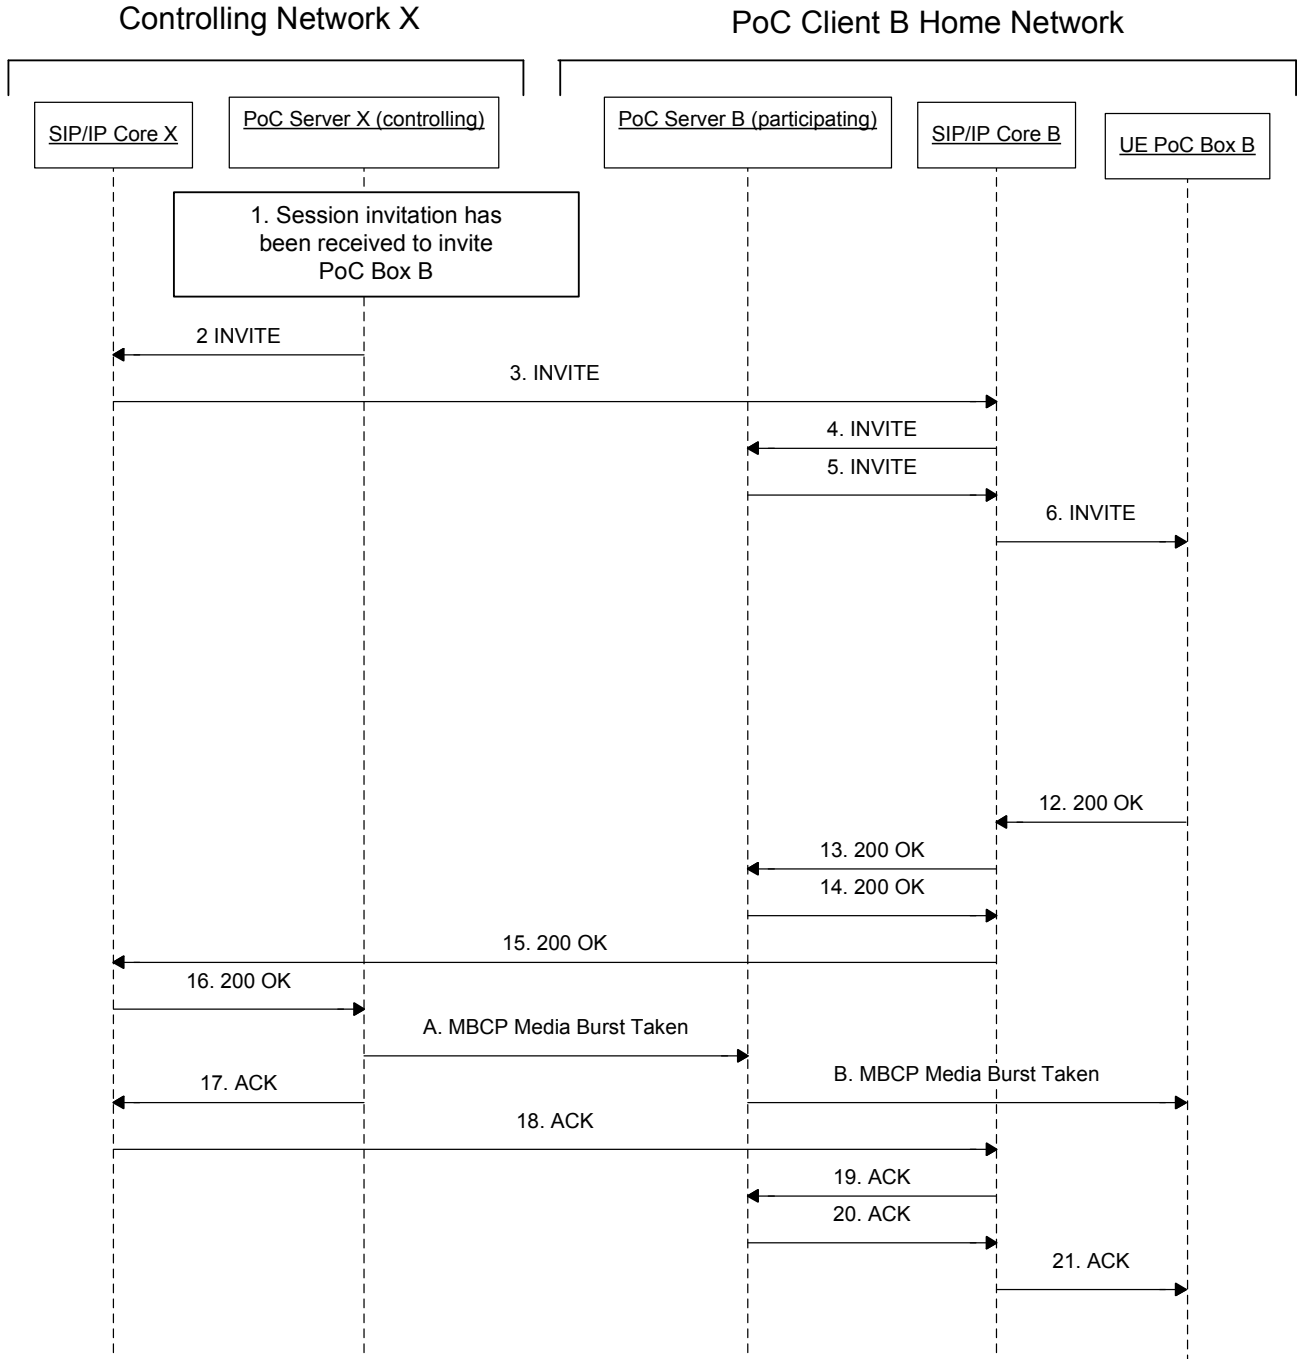 Controlling Network X
PoC Client B Home Network
SIP/IP Core X
PoC Server X (controlling)
PoC Server B (participating)
SIP/IP Core B
UE PoC Box B
1. Session invitation has
been received to invite
PoC Box B
2 INVITE
3. INVITE
4. INVITE
5. INVITE
6. INVITE
12. 200 OK
13. 200 OK
14. 200 OK
15. 200 OK
16. 200 OK
A. MBCP Media Burst Taken
17. ACK
B. MBCP Media Burst Taken
18. ACK
19. ACK
20. ACK
21. ACK